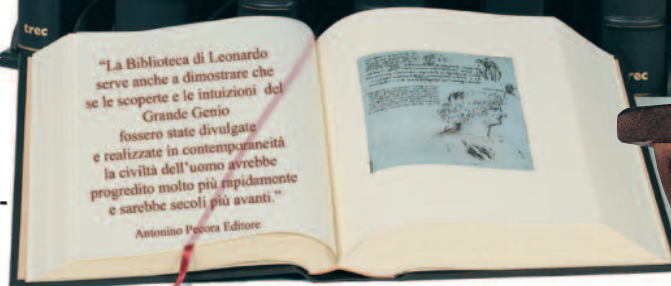 trec
rec
“La Biblioteca di Leonardo
serve anche a dimostrare che
se le scoperte e le intuizioni del
Grande Genio
fossero state divulgate
e realizzate in contemporaneità
la civiltà dell’uomo avrebbe
progredito molto più rapidamente
e sarebbe secoli più avanti.”
Antonino Pecora Editore